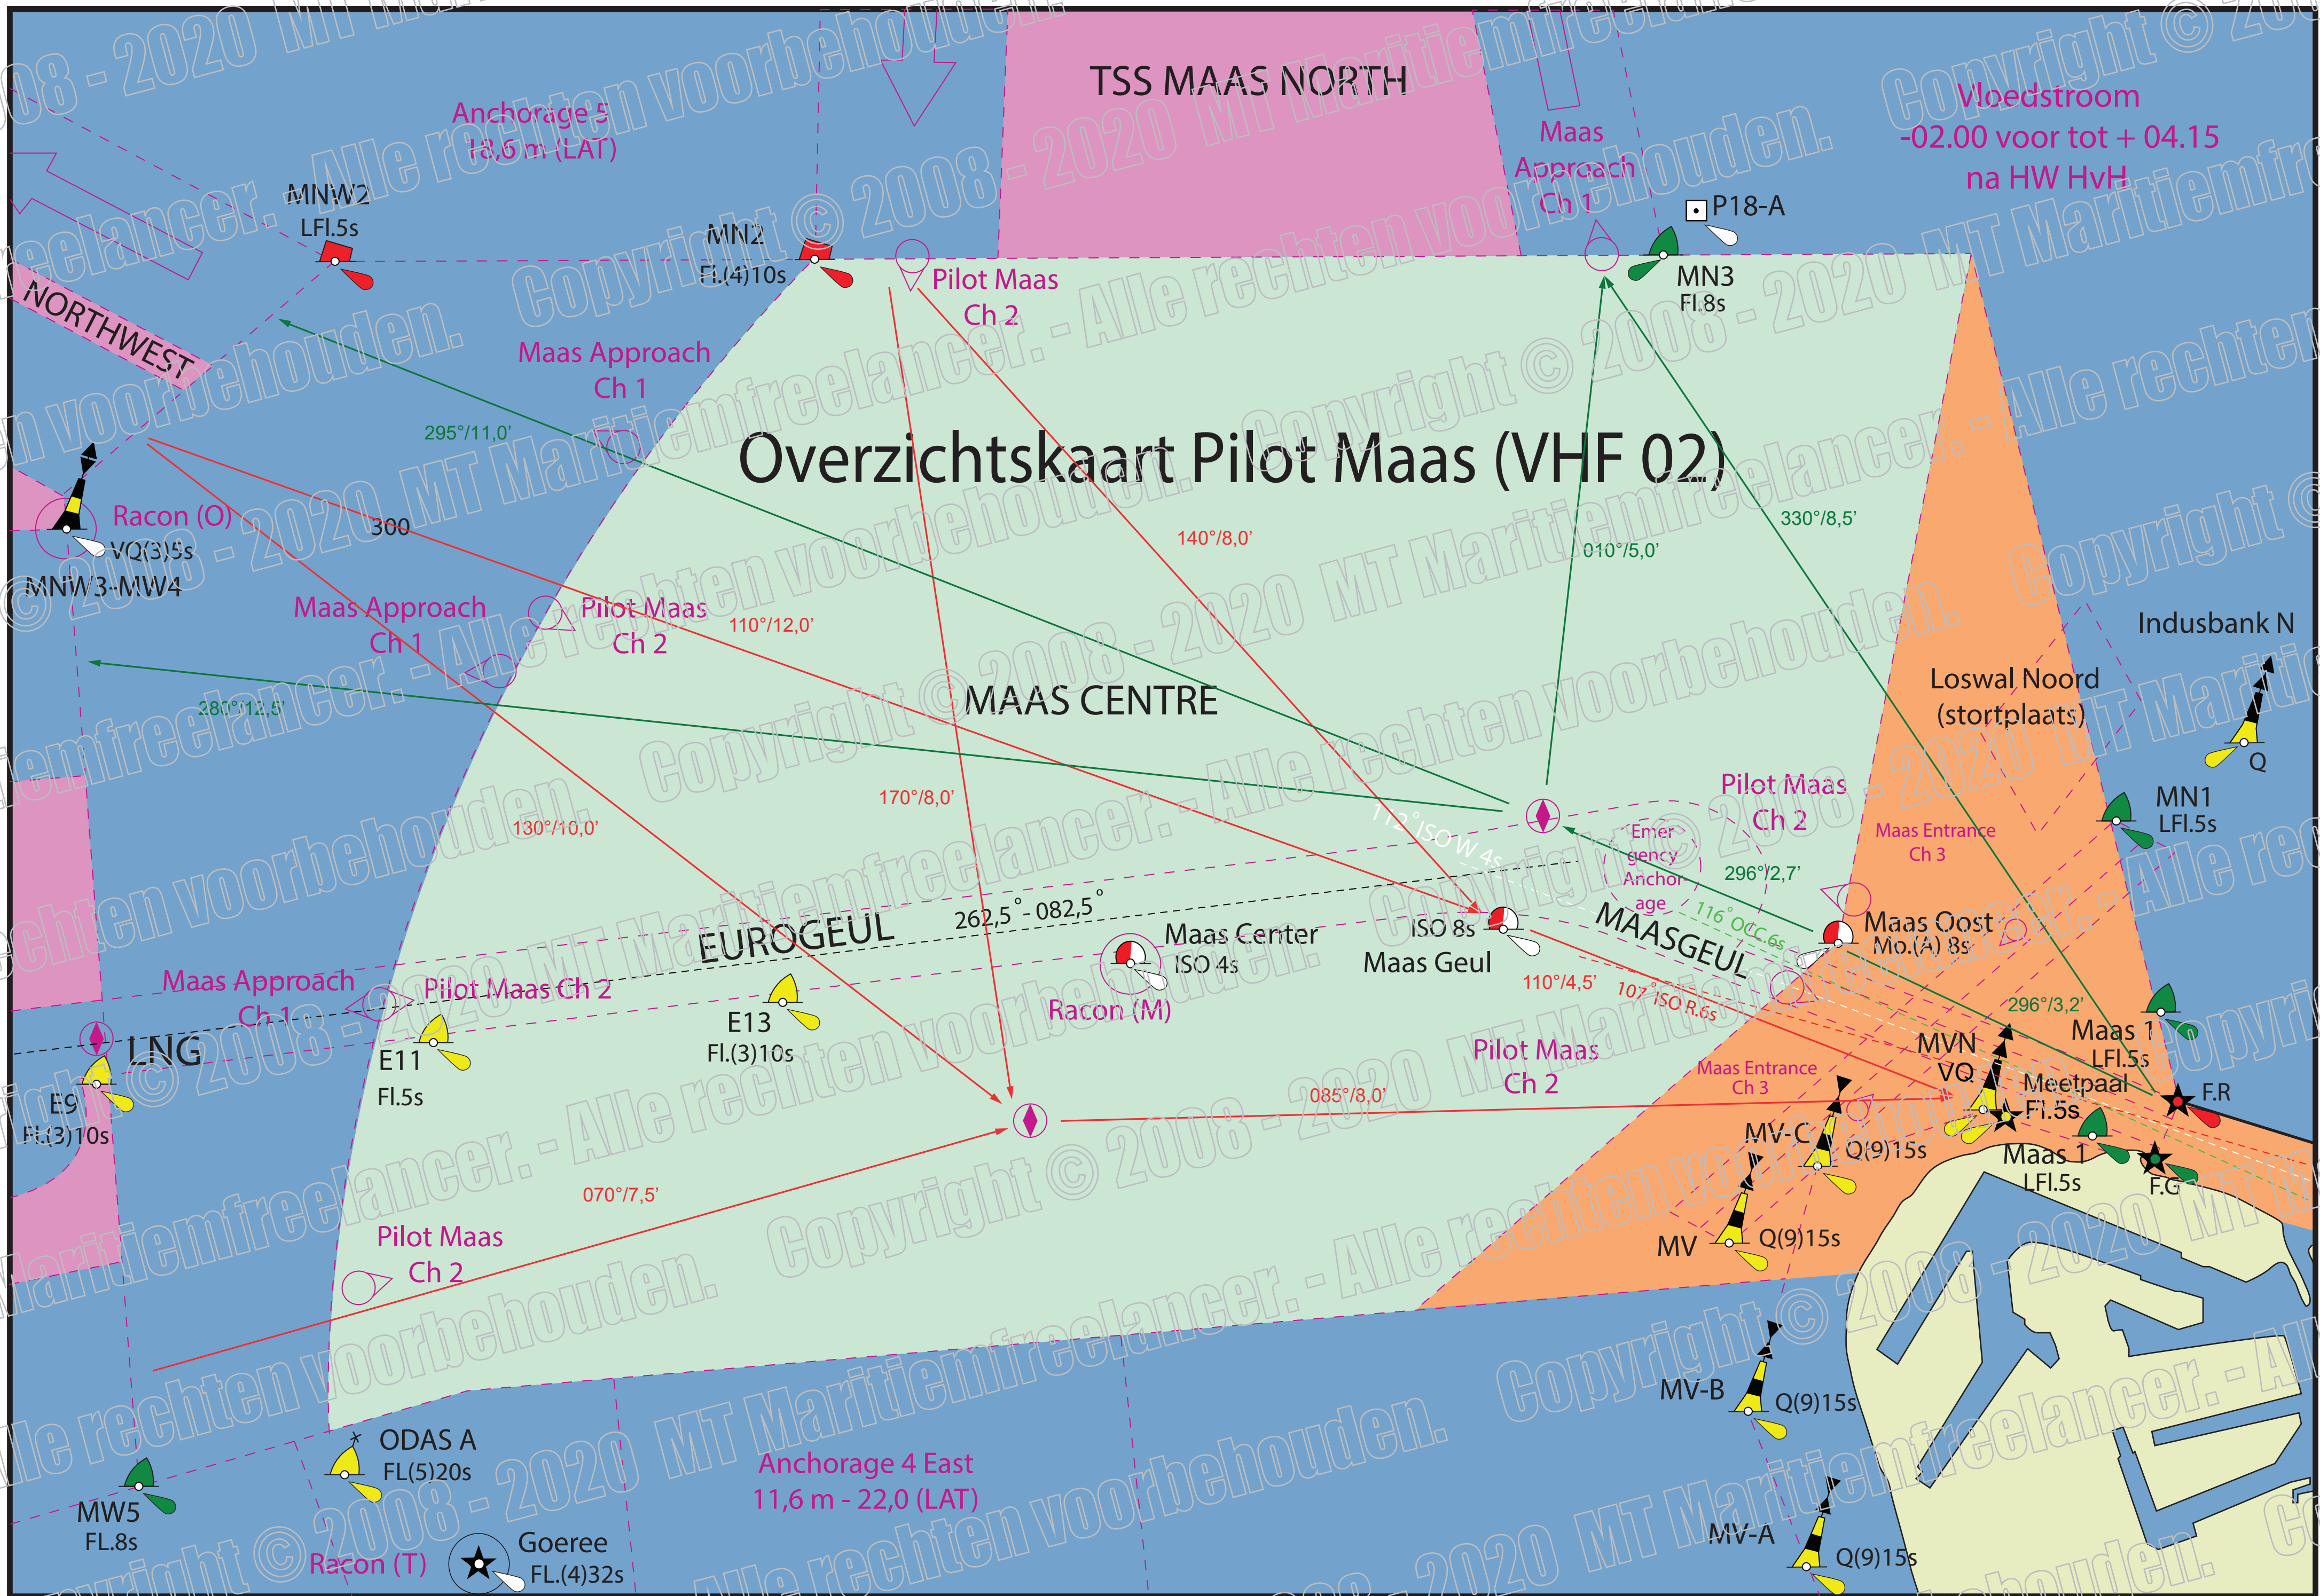 TSS MAAS NORTH
Anchorage 5
18,6 m (LAT)
Maas
Approach
Ch 1
Vloedstroom
-02.00 voor tot + 04.15
na HW HvH
MNW2
LFl.5s
MN2
Fl.(4)10s
Pilot Maas
Ch 2
P18-A
MN3
Fl.8s
NORTHWEST
Maas Approach
Ch 1
295°/11,0'
Overzichtskaart Pilot Maas (VHF 02)
Racon (O)
VQ(3)5s
MNW3-MW4
300
140°/8,0'
010°/5,0'
330°/8,5'
Maas Approach
Ch 1
Pilot Maas
Ch 2
110°/12,0'
280°/12,5'
MAAS CENTRE
Indusbank N
Q
Loswal Noord
(stortplaats)
130°/10,0'
170°/8,0'
112°ISO W 4s
Pilot Maas
Ch 2
Maas Entrance
Ch 3
MN1
LFl.5s
Emer
gency
Anchor
age
296°/2,7'
116°OCC 6s
EUROGEUL
262,5°- 082,5°
Maas Center
ISO 4s
Racon (M)
ISO 8s
Maas Geul
MAASGEUL
Maas Oost
Mo.(A) 8s
Maas Approach
Ch 1
Pilot Maas Ch 2
LNG
E9
Fl.(3)10s
E11
Fl.5s
E13
Fl.(3)10s
110°/4,5'
107°ISO R.6s
296°/3,2'
Pilot Maas
Ch 2
Maas Entrance
Ch 3
MVN
VQ
Maas 1
LFl.5s
Meetpaal
Fl.5s
F.R
085°/8,0'
MV-C
Q(9)15s
Maas 1
LFl.5s
F.G
070°/7,5'
Pilot Maas
Ch 2
MV
Q(9)15s
MV-B
Q(9)15s
ODAS A
FL(5)20s
Anchorage 4 East
11,6 m - 22,0 (LAT)
MW5
FL.8s
Racon (T)
Goeree
FL.(4)32s
MV-A
Q(9)15s
Copyright © 2008 - 2020 MT Maritiemfreelancer. - Alle rechten voorbehouden.